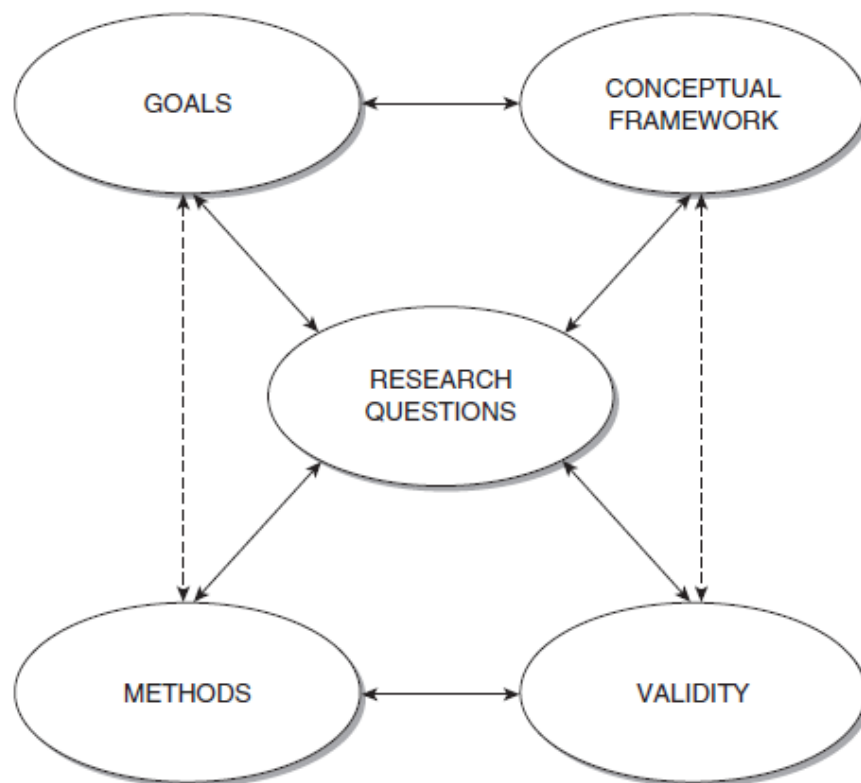 GOALS
CONCEPTUAL
FRAMEWORK
RESEARCH
QUESTIONS
METHODS
VALIDITY